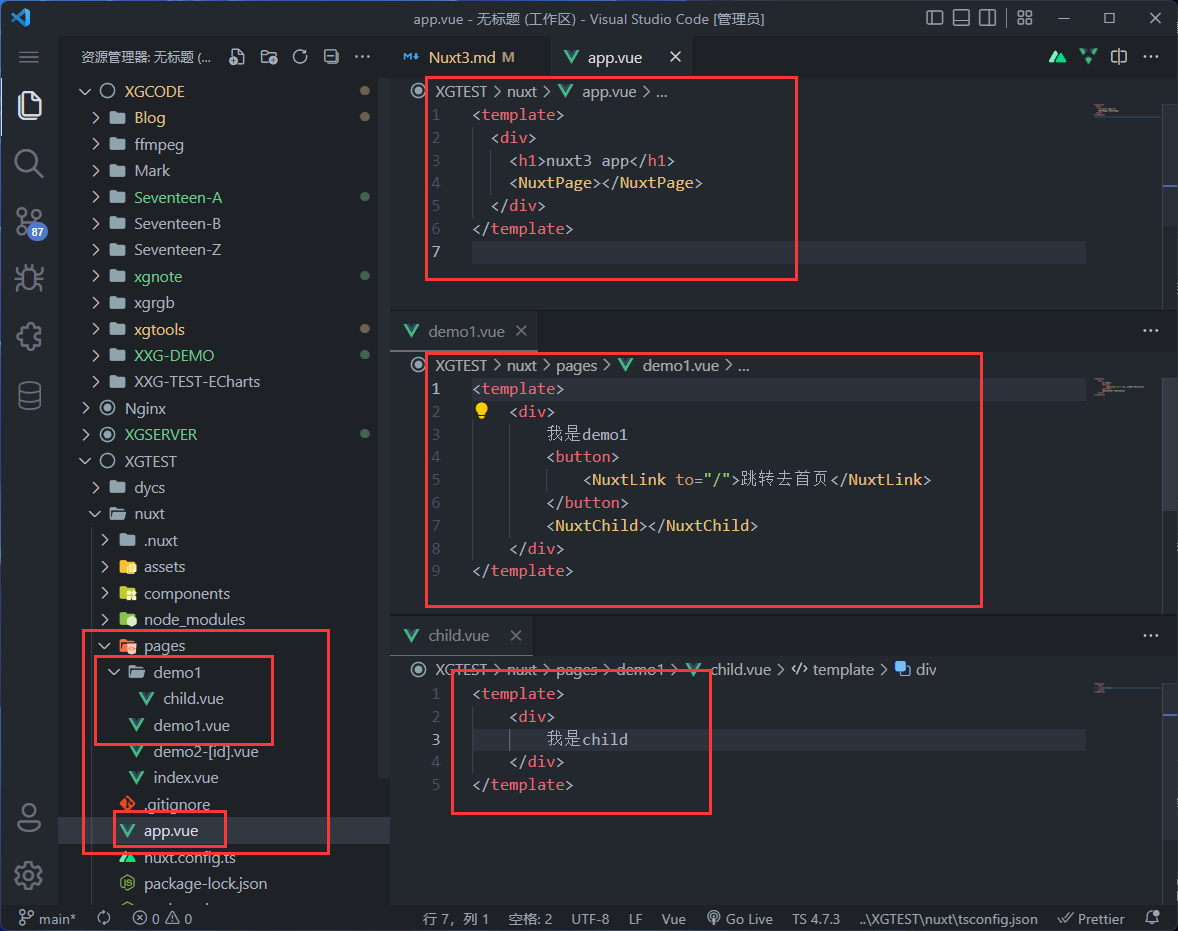 app.vue - 无标题 (工作区) - Visual Studio Code [管理员]
资源管理器: 无标题 (...
XGCODE
Blog
ffmpeg
Mark
Seventeen-A
Seventeen-B
Seventeen-Z
xgnote
xgrgb
xgtools
XXG-DEMO
XXG-TEST-ECharts
Nginx
XGSERVER
XGTEST
dycs
nuxt
.nuxt
assets
components
node_modules
pages
demo1
child.vue
demo1.vue
demo2-[id].vue
index.vue
.gitignore
app.vue
nuxt.config.ts
package-lock.json
87
Nuxt3.md M
app.vue
XGTEST > nuxt > app.vue > ...
1 <template>
2 <div>
3 <h1>nuxt3 app</h1>
4 <NuxtPage></NuxtPage>
5 </div>
6 </template>
7
demo1.vue
XGTEST > nuxt > pages > demo1.vue > ...
1 <template>
2 <div>
3 我是demo1
4 <button>
5 <NuxtLink to="/">跳转去首页</NuxtLink>
6 </button>
7 <NuxtChild></NuxtChild>
8 </div>
9 </template>
child.vue
XGTEST > nuxt > pages > demo1 > child.vue > template > div
1 <template>
2 <div>
3 我是child
4 </div>
5 </template>
main* 0 0 行 7，列 1 空格: 2 UTF-8 LF Vue Go Live TS 4.7.3 ..\XGTEST\nuxt\tsconfig.json Prettier